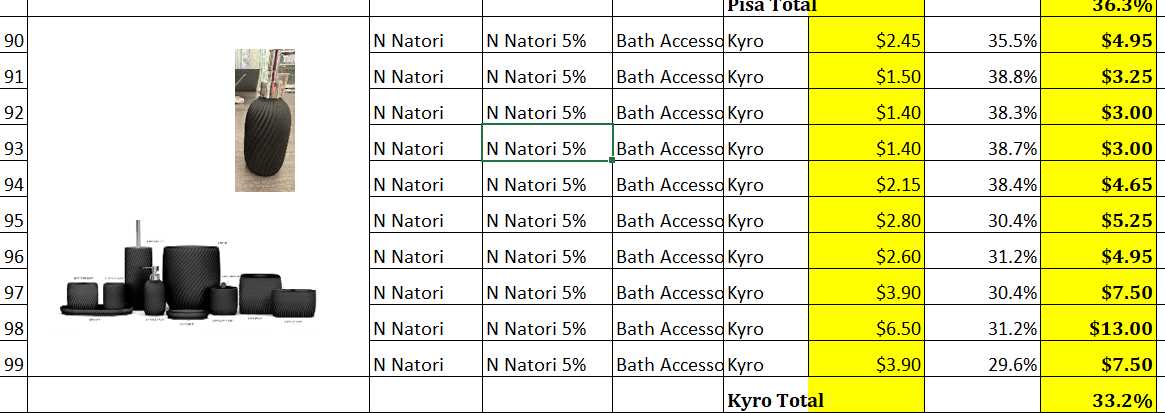 Pisa Total 36.3%
90 N Natori N Natori 5% Bath Accesso Kyro $2.45 35.5% $4.95
91 N Natori N Natori 5% Bath Accesso Kyro $1.50 38.8% $3.25
92 N Natori N Natori 5% Bath Accesso Kyro $1.40 38.3% $3.00
93 N Natori N Natori 5% Bath Accesso Kyro $1.40 38.7% $3.00
94 N Natori N Natori 5% Bath Accesso Kyro $2.15 38.4% $4.65
95 N Natori N Natori 5% Bath Accesso Kyro $2.80 30.4% $5.25
96 N Natori N Natori 5% Bath Accesso Kyro $2.60 31.2% $4.95
97 N Natori N Natori 5% Bath Accesso Kyro $3.90 30.4% $7.50
98 N Natori N Natori 5% Bath Accesso Kyro $6.50 31.2% $13.00
99 N Natori N Natori 5% Bath Accesso Kyro $3.90 29.6% $7.50
Kyro Total 33.2%